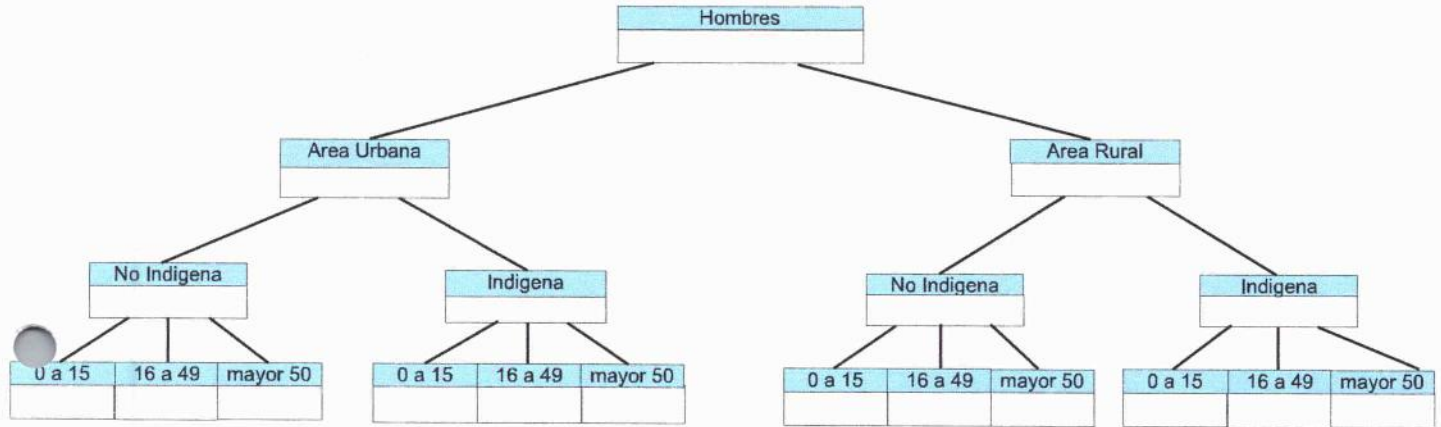 Hombres
Area Urbana
Area Rural
No Indigena
Indigena
No Indigena
Indigena
0 a 15 16 a 49 mayor 50
0 a 15 16 a 49 mayor 50
0 a 15 16 a 49 mayor 50
0 a 15 16 a 49 mayor 50